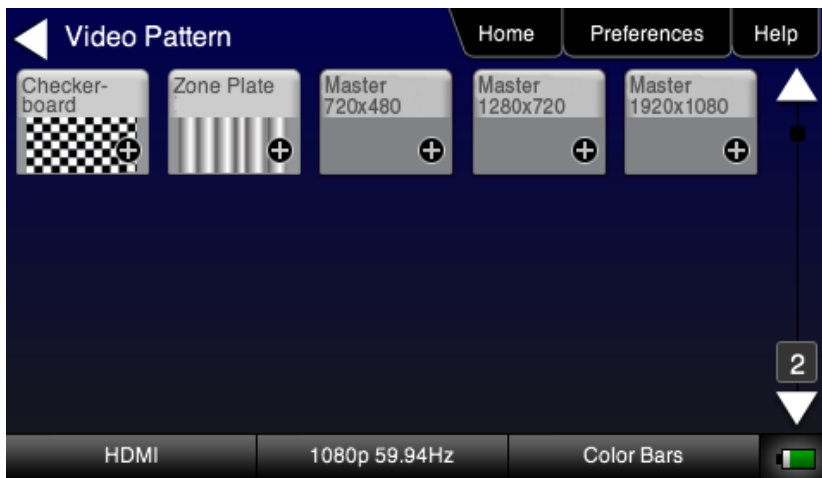 Video Pattern
Home
Preferences
Help
Checker-
board
Zone Plate
Master
720x480
Master
1280x720
Master
1920x1080
2
HDMI
1080p 59.94Hz
Color Bars